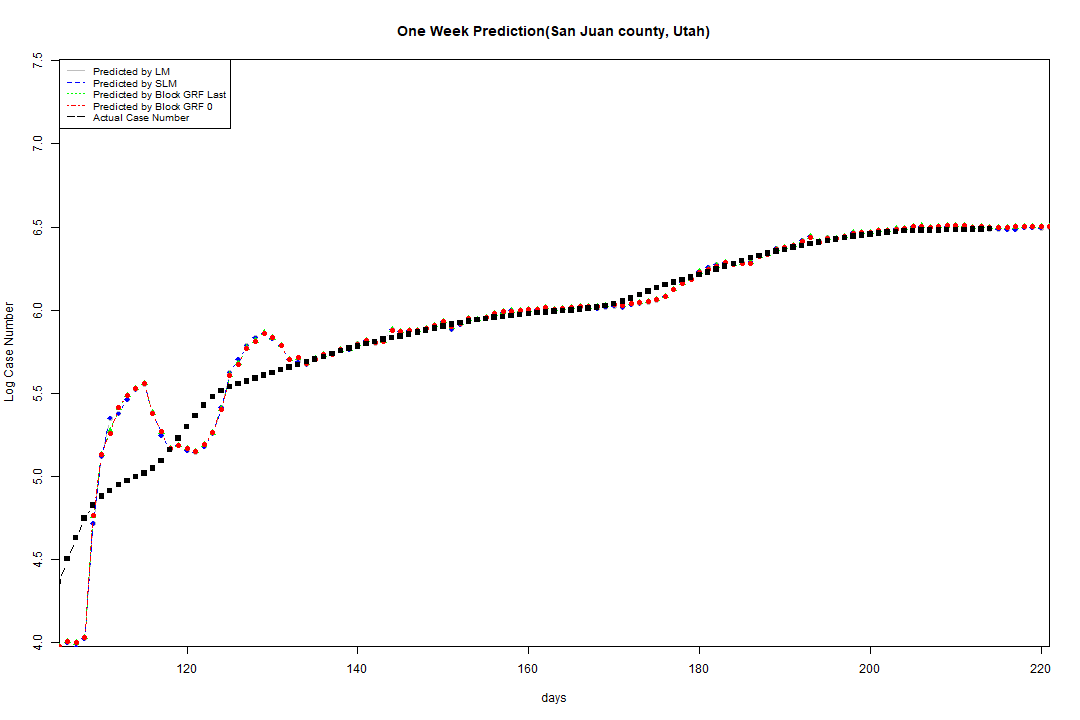 One Week Prediction(San Juan county, Utah)
Predicted by LM
Predicted by SLM
Predicted by Block GRF Last
Predicted by Block GRF 0
Actual Case Number
7.5
7.0
6.5
6.0
5.5
5.0
4.5
4.0
Log Case Number
120 140 160 180 200 220
days